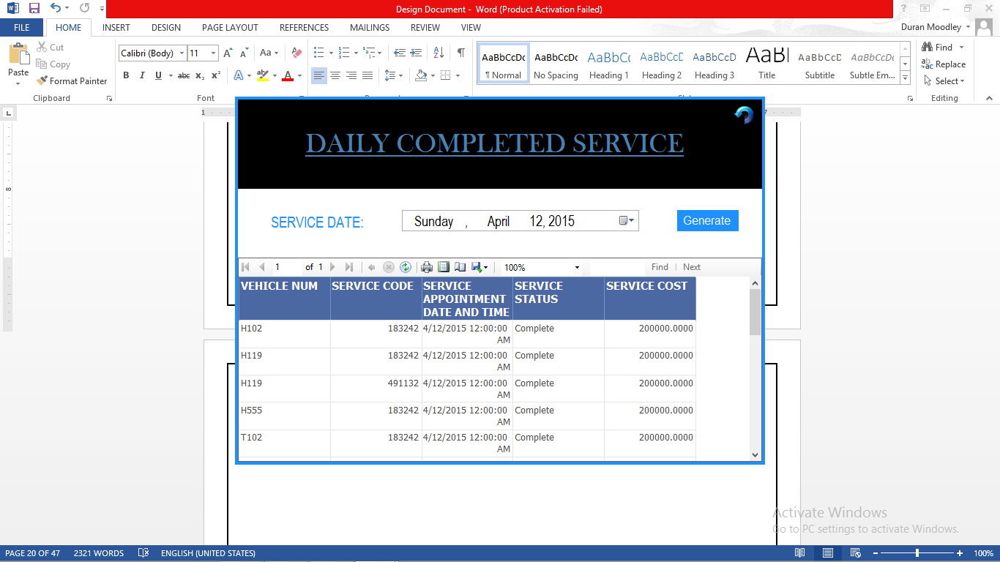 Design Document - Word (Product Activation Failed)
FILE HOME INSERT DESIGN PAGE LAYOUT REFERENCES MAILINGS REVIEW VIEW
Duran Moodley
Cut
Copy
Format Painter
Paste
Clipboard
Calibri (Body) 11
Font
AaBbCcDc AaBbCcDc AaBbCc AaBbCcD AaBbCcD AaBl AaBbCcD AaBbCcDc
¶ Normal No Spacing Heading 1 Heading 2 Heading 3 Title Subtitle Subtle Em...
Find
Replace
Select
Editing
DAILY COMPLETED SERVICE
SERVICE DATE: Sunday , April 12, 2015 Generate
1 of 1 100% Find Next
VEHICLE NUM SERVICE CODE SERVICE APPOINTMENT DATE AND TIME SERVICE STATUS SERVICE COST
H102 183242 4/12/2015 12:00:00 AM Complete 200000.0000
H119 183242 4/12/2015 12:00:00 AM Complete 200000.0000
H119 491132 4/12/2015 12:00:00 AM Complete 200000.0000
H555 183242 4/12/2015 12:00:00 AM Complete 200000.0000
T102 183242 4/12/2015 12:00:00 AM Complete 200000.0000
Activate Windows
Go to PC settings to activate Windows.
PAGE 20 OF 47 2321 WORDS ENGLISH (UNITED STATES) 100%